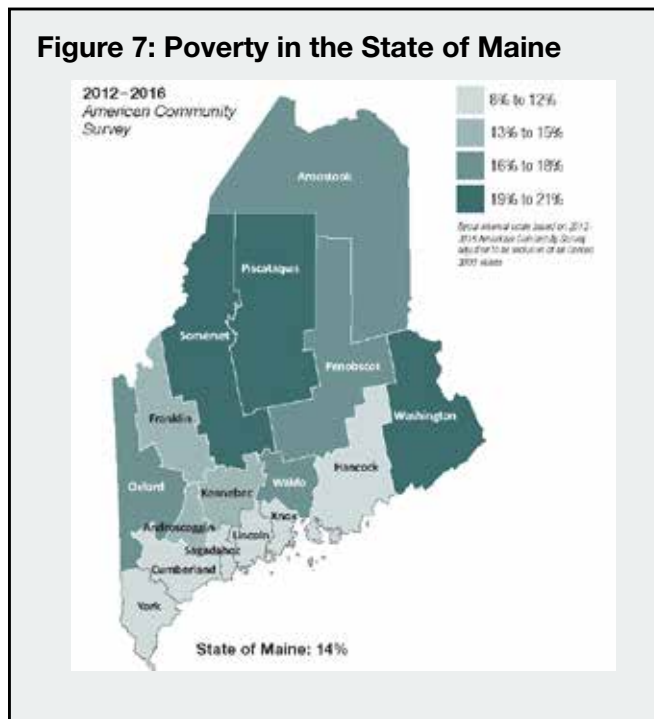 Figure 7: Poverty in the State of Maine
2012–2016
American Community
Survey
8% to 12%
13% to 15%
16% to 18%
19% to 21%
Aroostook
Piscataquis
Somerset
Penobscot
Washington
Franklin
Hancock
Oxford
Waldo
Kennebec
Knox
Androscoggin
Lincoln
Sagadahoc
Cumberland
York
State of Maine: 14%